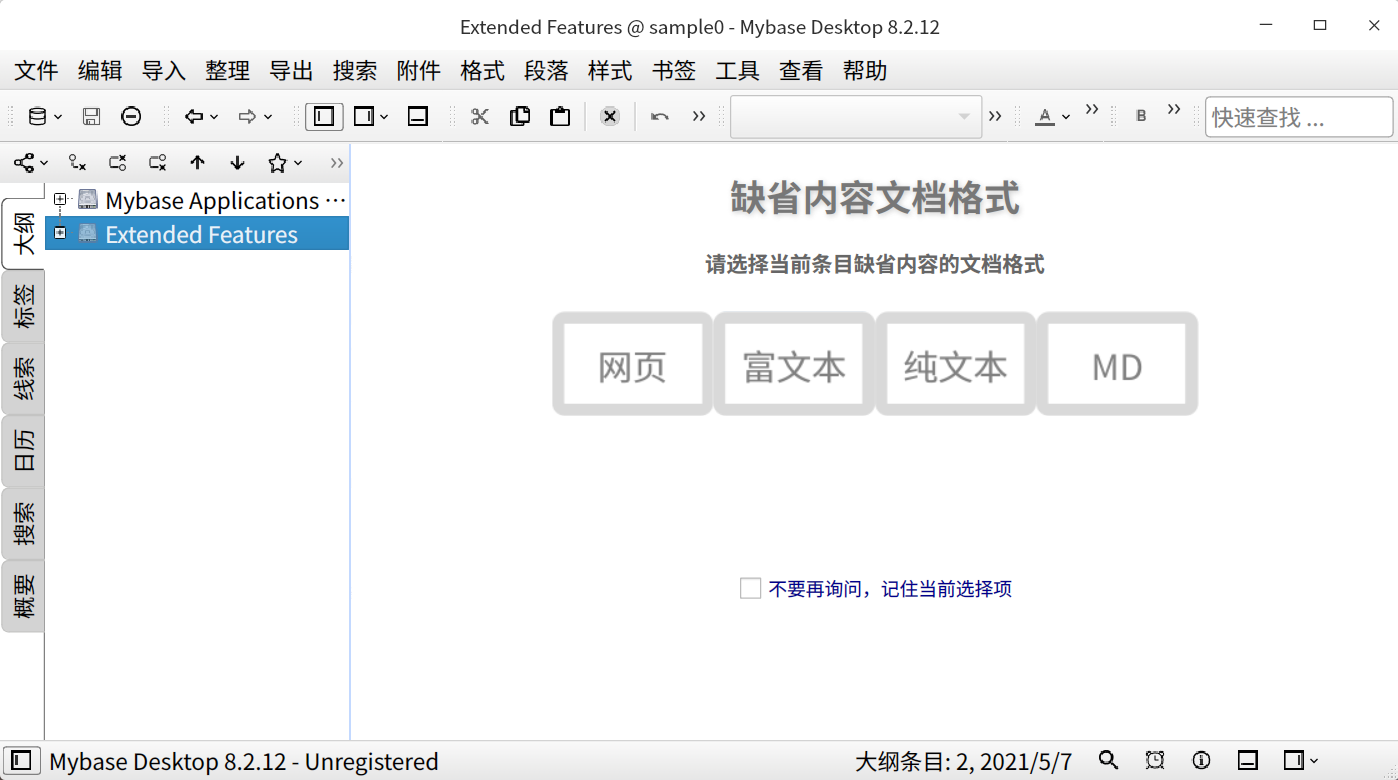 Extended Features @ sample0 - Mybase Desktop 8.2.12
文件 编辑 导入 整理 导出 搜索 附件 格式 段落 样式 书签 工具 查看 帮助
A B 快速查找 ...
大纲
标签
线索
日历
搜索
概要
Mybase Applications ···
Extended Features
缺省内容文档格式
请选择当前条目缺省内容的文档格式
网页 富文本 纯文本 MD
不要再询问，记住当前选择项
Mybase Desktop 8.2.12 - Unregistered 大纲条目: 2, 2021/5/7